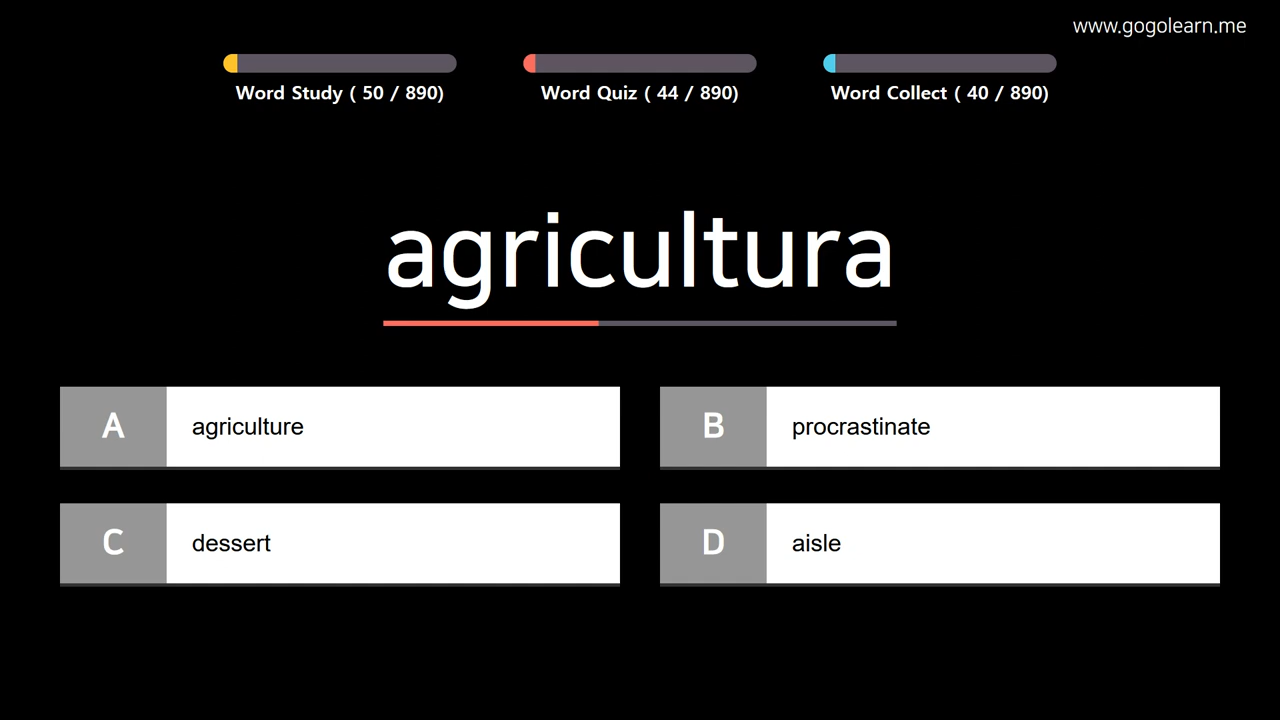 www.gogolearn.me
Word Study ( 50 / 890)
Word Quiz ( 44 / 890)
Word Collect ( 40 / 890)
agricultura
A agriculture
B procrastinate
C dessert
D aisle